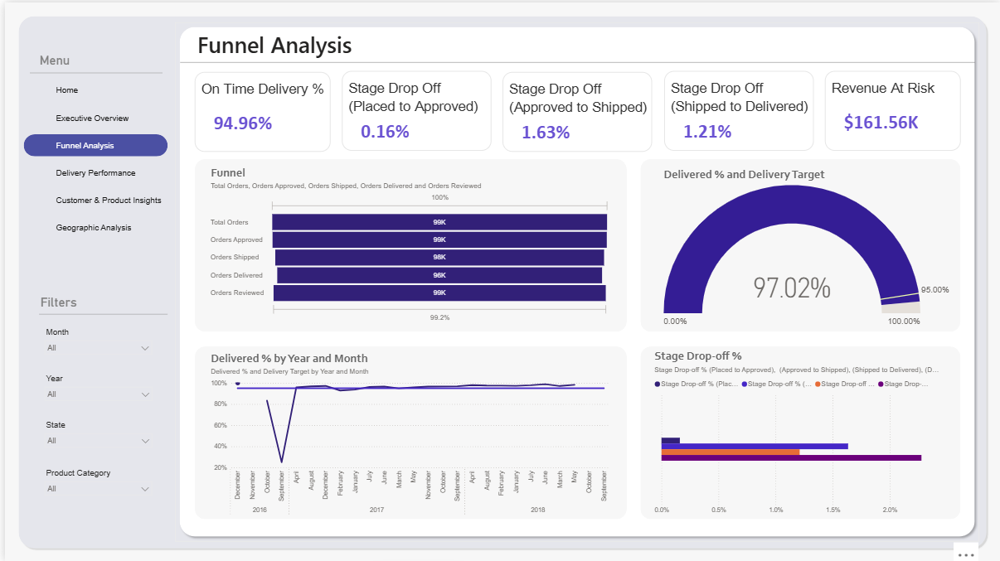 Funnel Analysis
Menu
Home
Executive Overview
Funnel Analysis
Delivery Performance
Customer & Product Insights
Geographic Analysis
Filters
Month
All
Year
All
State
All
Product Category
All
On Time Delivery %
94.96%
Stage Drop Off
(Placed to Approved)
0.16%
Stage Drop Off
(Approved to Shipped)
1.63%
Stage Drop Off
(Shipped to Delivered)
1.21%
Revenue At Risk
$161.56K
Funnel
Total Orders, Orders Approved, Orders Shipped, Orders Delivered and Orders Reviewed
100%
Total Orders 99K
Orders Approved 99K
Orders Shipped 98K
Orders Delivered 96K
Orders Reviewed 99K
99.2%
Delivered % and Delivery Target
97.02%
95.00%
0.00% 100.00%
Delivered % by Year and Month
Delivered % and Delivery Target by Year and Month
100%
80%
60%
40%
20%
December November October September April August December February January July June March May November October September April August February January July June March May October September
2016 2017 2018
Stage Drop-off %
Stage Drop-off % (Placed to Approved), (Approved to Shipped), (Shipped to Delivered), (D...
Stage Drop-off % (Plac... Stage Drop-off % (... Stage Drop-off ... Stage Drop-...
0.0% 0.5% 1.0% 1.5% 2.0%